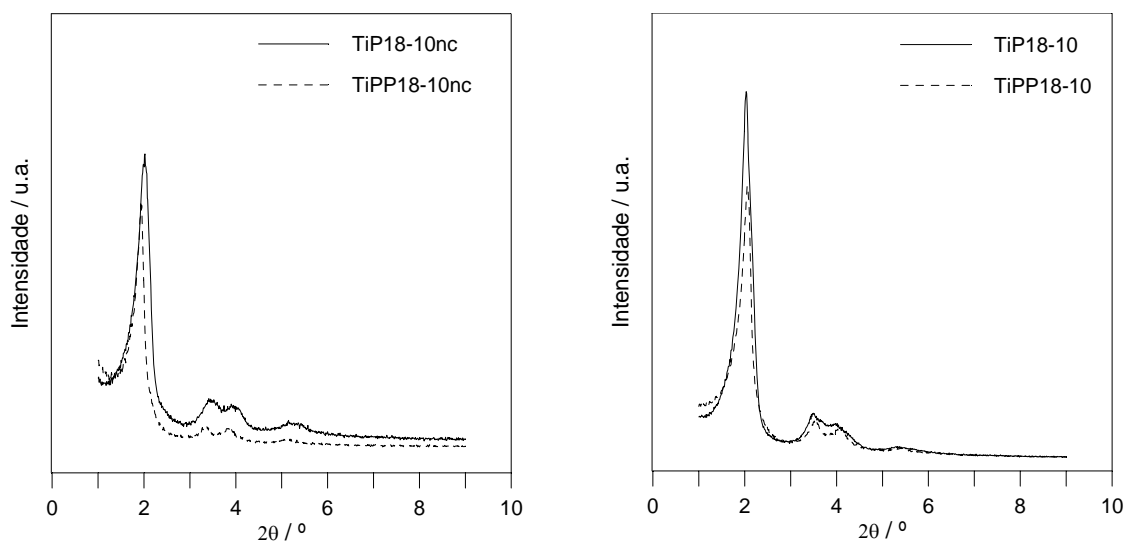 TiP18-10nc
TiPP18-10nc
Intensidade / u.a.
0 2 4 6 8 10
2θ / º
TiP18-10
TiPP18-10
Intensidade / u.a.
0 2 4 6 8 10
2θ / º